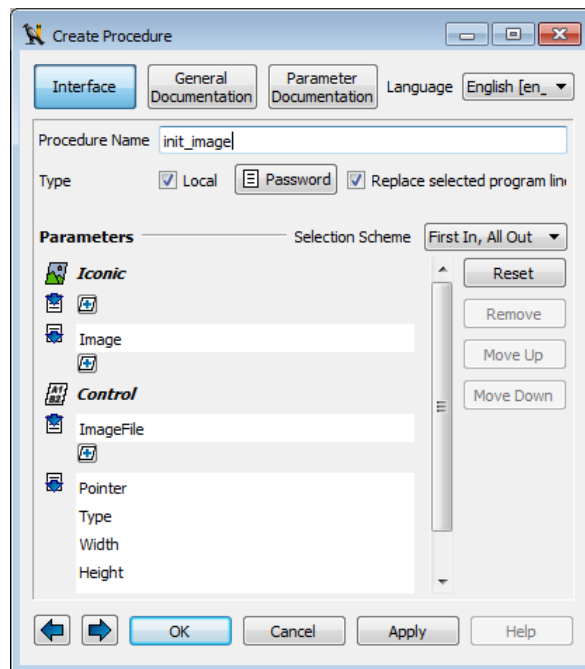 Create Procedure
Interface
General Documentation
Parameter Documentation
Language English [en_
Procedure Name init_image
Type Local Password Replace selected program lin
Parameters Selection Scheme First In, All Out
Iconic Reset
Remove
Image Move Up
Control Move Down
ImageFile
Pointer
Type
Width
Height
OK Cancel Apply Help